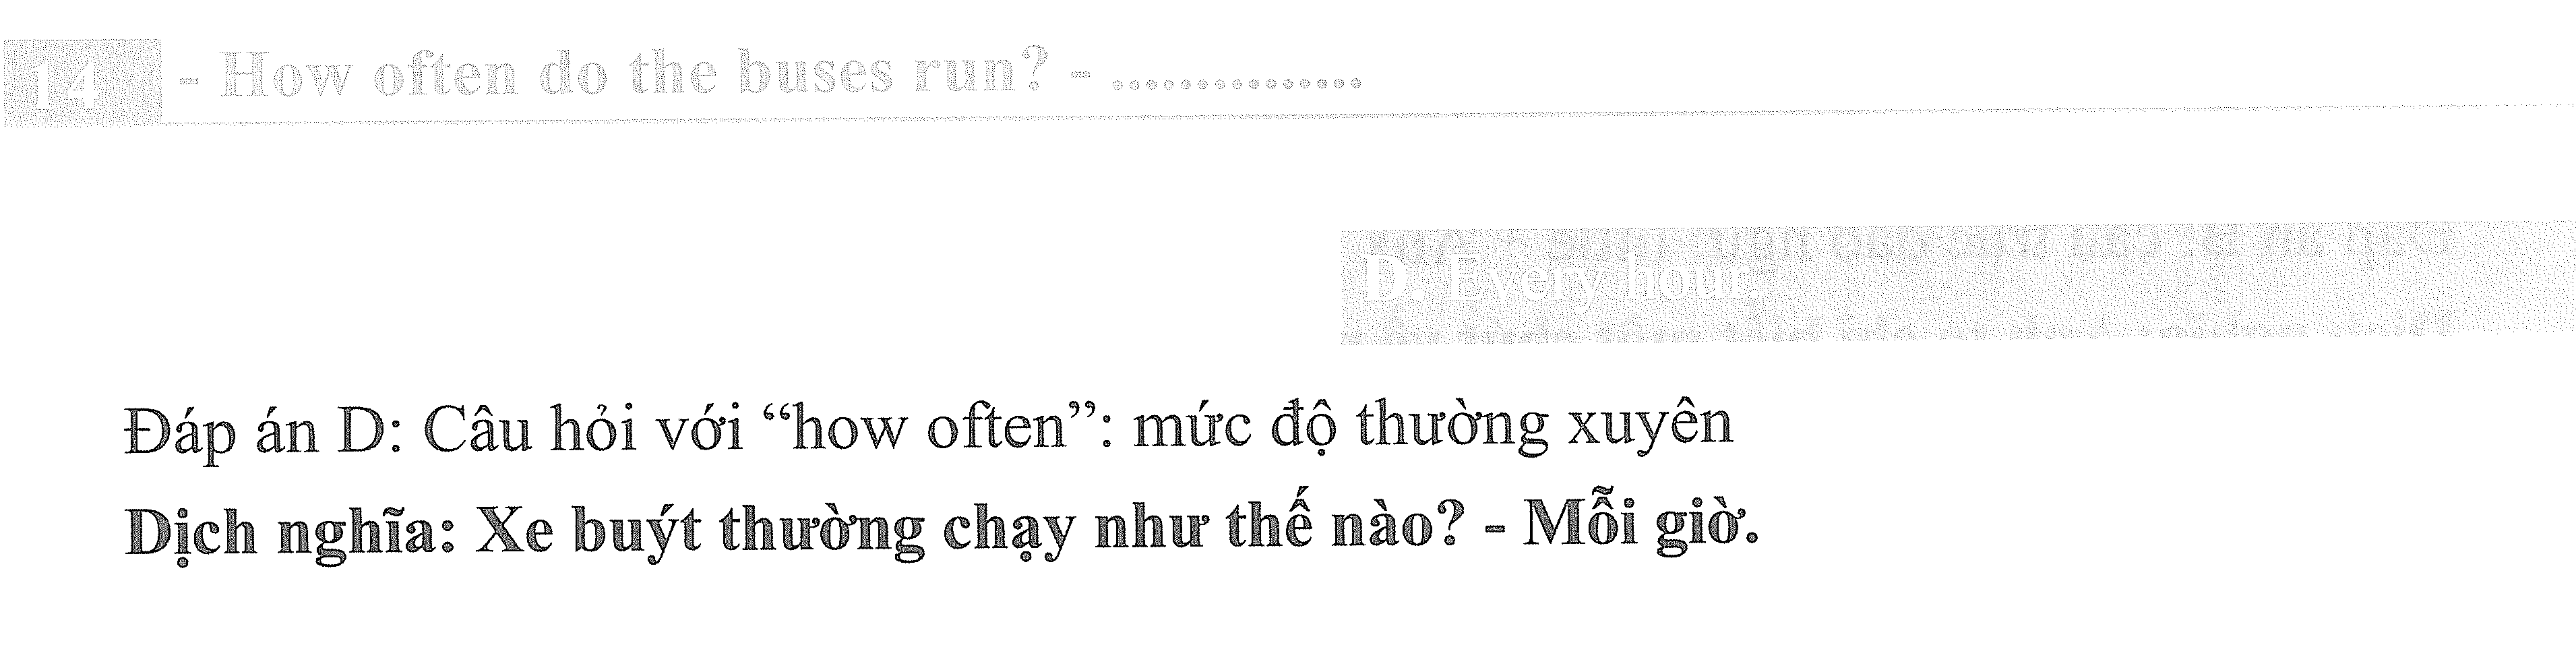 14 - How often do the buses run? - ...............
D. Every hour.
Đáp án D: Câu hỏi với “how often”: mức độ thường xuyên
Dịch nghĩa: Xe buýt thường chạy như thế nào? - Mỗi giờ.